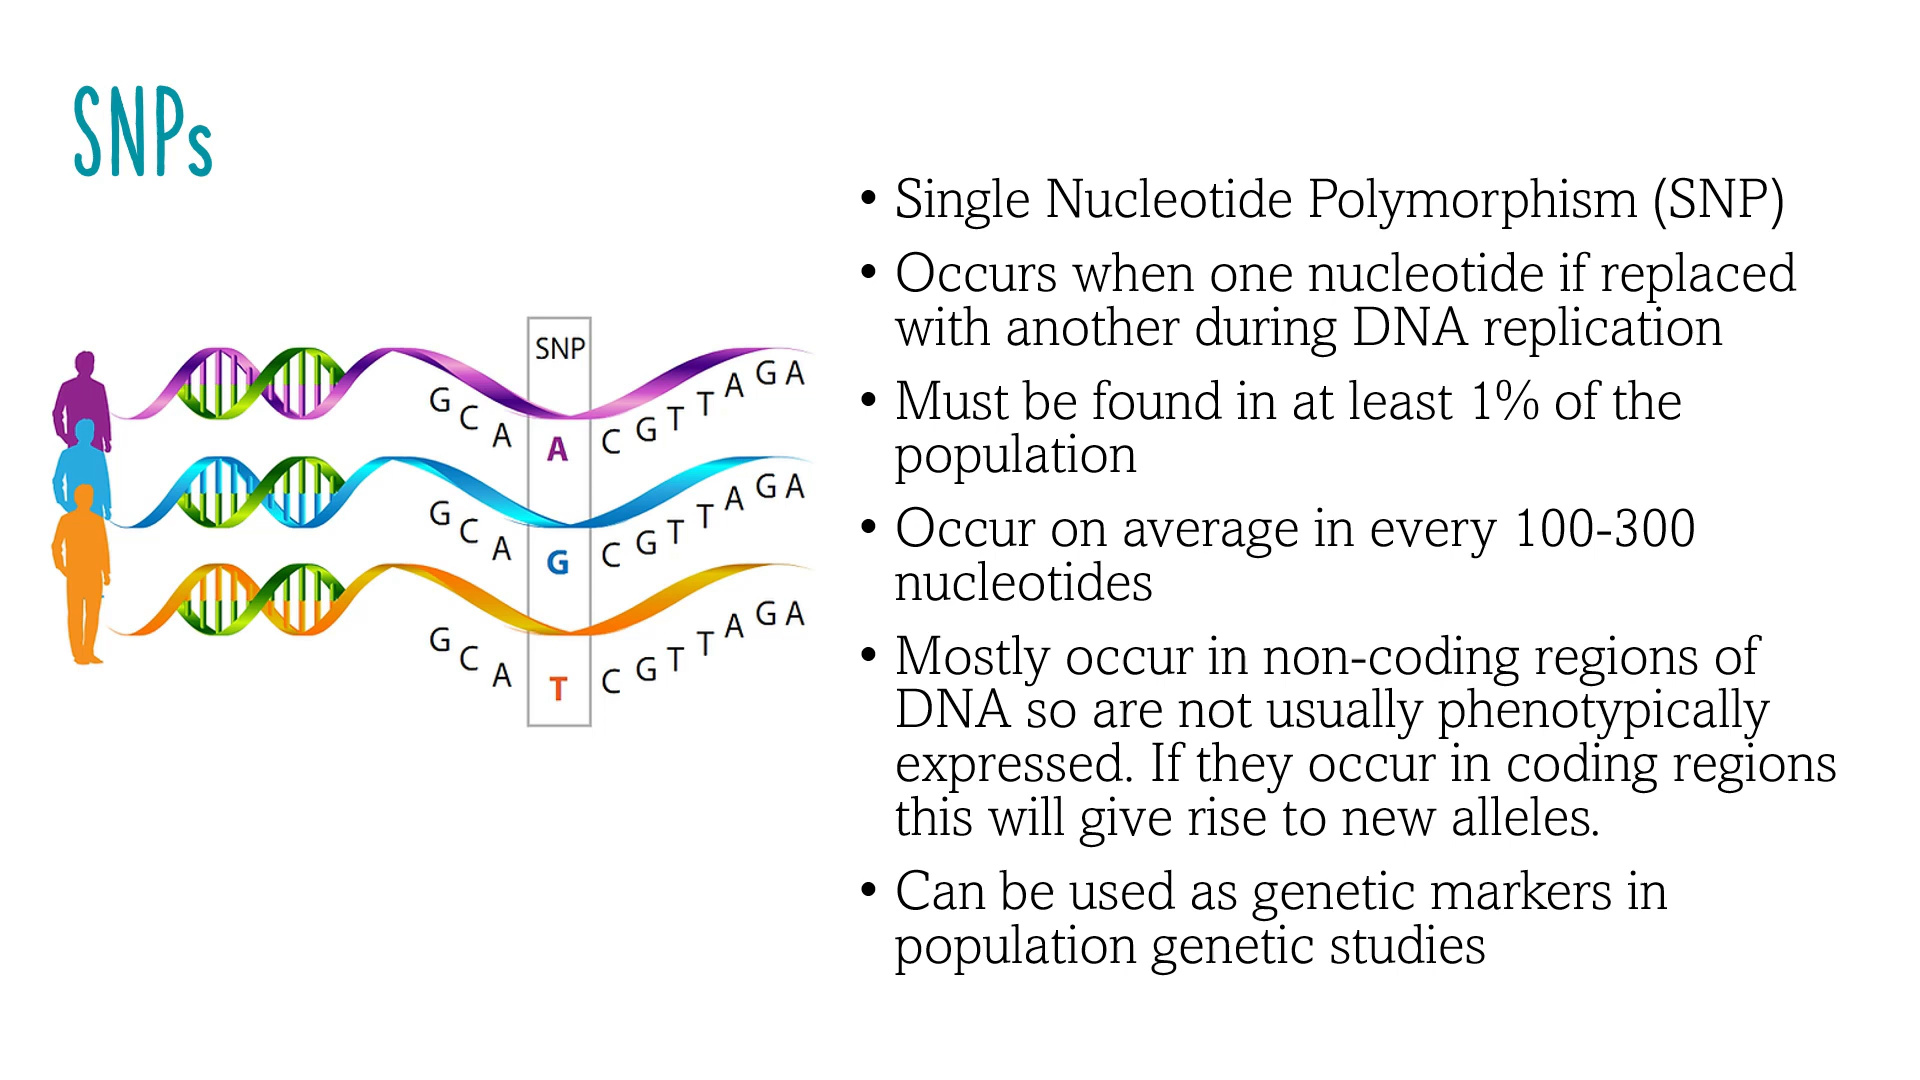 SNPs
SNP
G C A A C G T T A G A
G C A G C G T T A G A
G C A T C G T T A G A
• Single Nucleotide Polymorphism (SNP)
• Occurs when one nucleotide if replaced
with another during DNA replication
• Must be found in at least 1% of the
population
• Occur on average in every 100-300
nucleotides
• Mostly occur in non-coding regions of
DNA so are not usually phenotypically
expressed. If they occur in coding regions
this will give rise to new alleles.
• Can be used as genetic markers in
population genetic studies